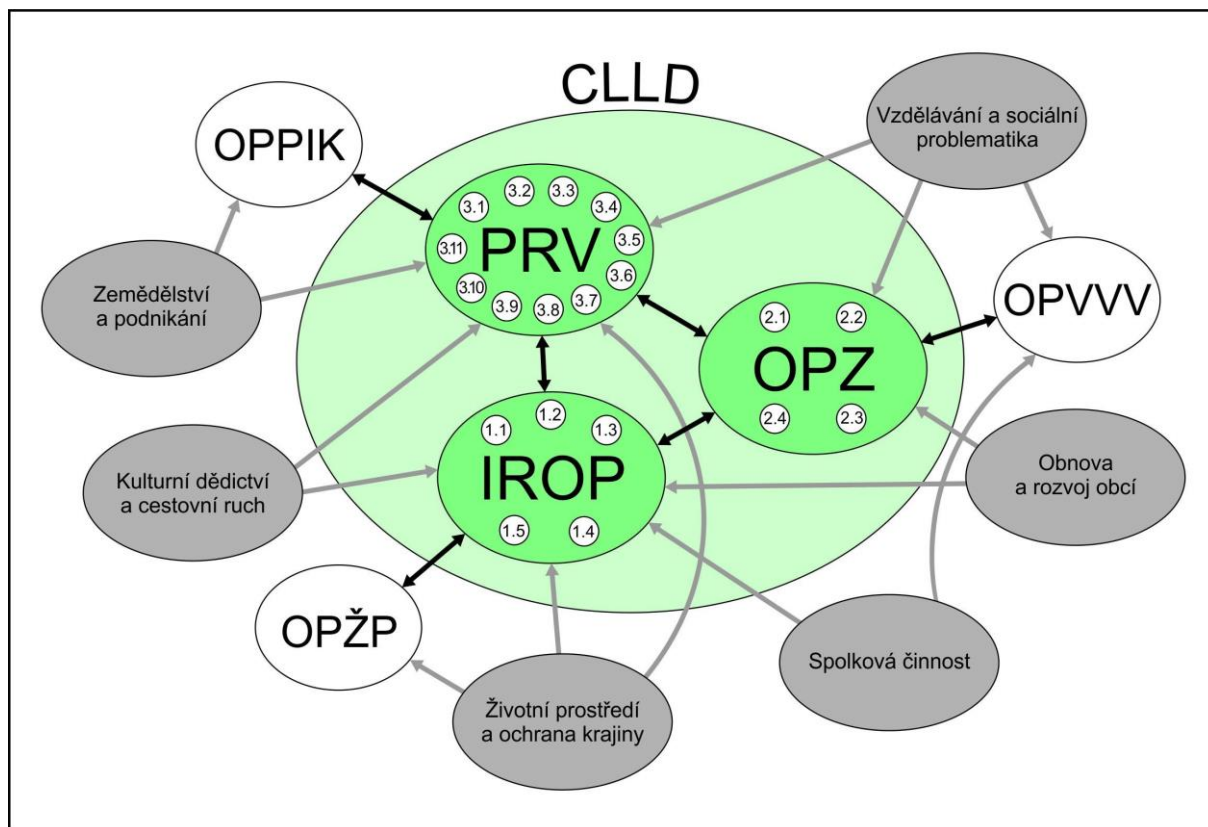 CLLD
OPPIK
Vzdělávání a sociální
problematika
3.1
3.2
3.3
3.4
3.5
3.6
3.7
3.8
3.9
3.10
3.11
PRV
Zemědělství
a podnikání
OPVVV
2.1
2.2
OPZ
2.4
2.3
1.1
1.2
1.3
IROP
1.5
1.4
Kulturní dědictví
a cestovní ruch
Obnova
a rozvoj obcí
OPŽP
Spolková činnost
Životní prostředí
a ochrana krajiny